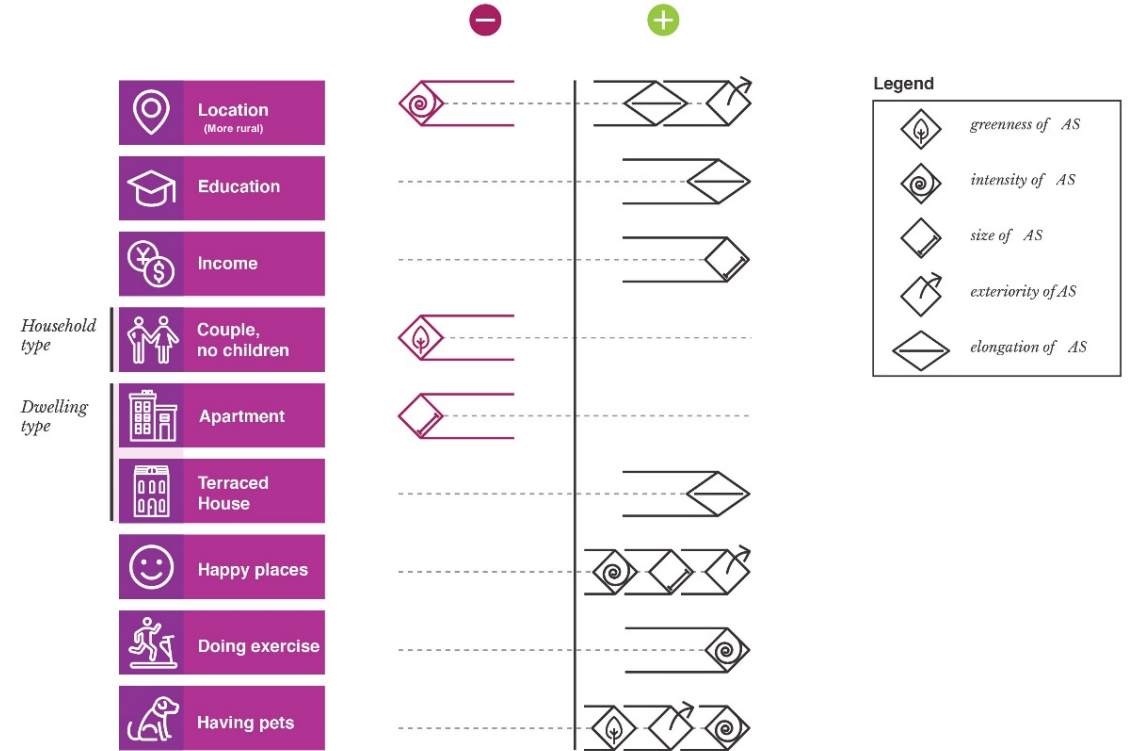 Location
(More rural)
Education
Income
Household
type
Couple,
no children
Dwelling
type
Apartment
Terraced
House
Happy places
Doing exercise
Having pets
Legend
greenness of AS
intensity of AS
size of AS
exteriority of AS
elongation of AS